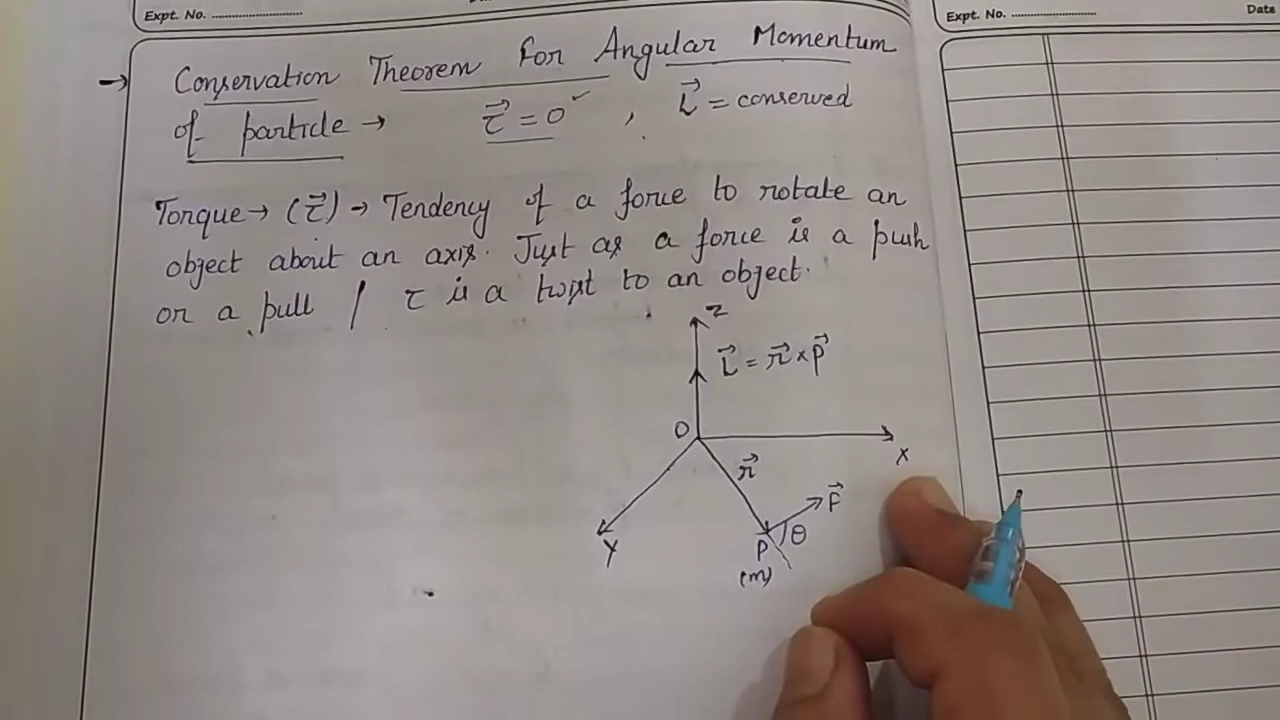 Expt. No.
Expt. No.
Date
→ Conservation Theorem For Angular Momentum
of particle → τ⃗ = 0 ✓ , L⃗ = conserved
Torque → (τ⃗) → Tendency of a force to rotate an
object about an axis. Just as a force is a push
or a pull / τ is a twist to an object.
Z
L⃗ = r⃗ × p⃗
O
X
r⃗
F⃗
θ
Y
P
(m)